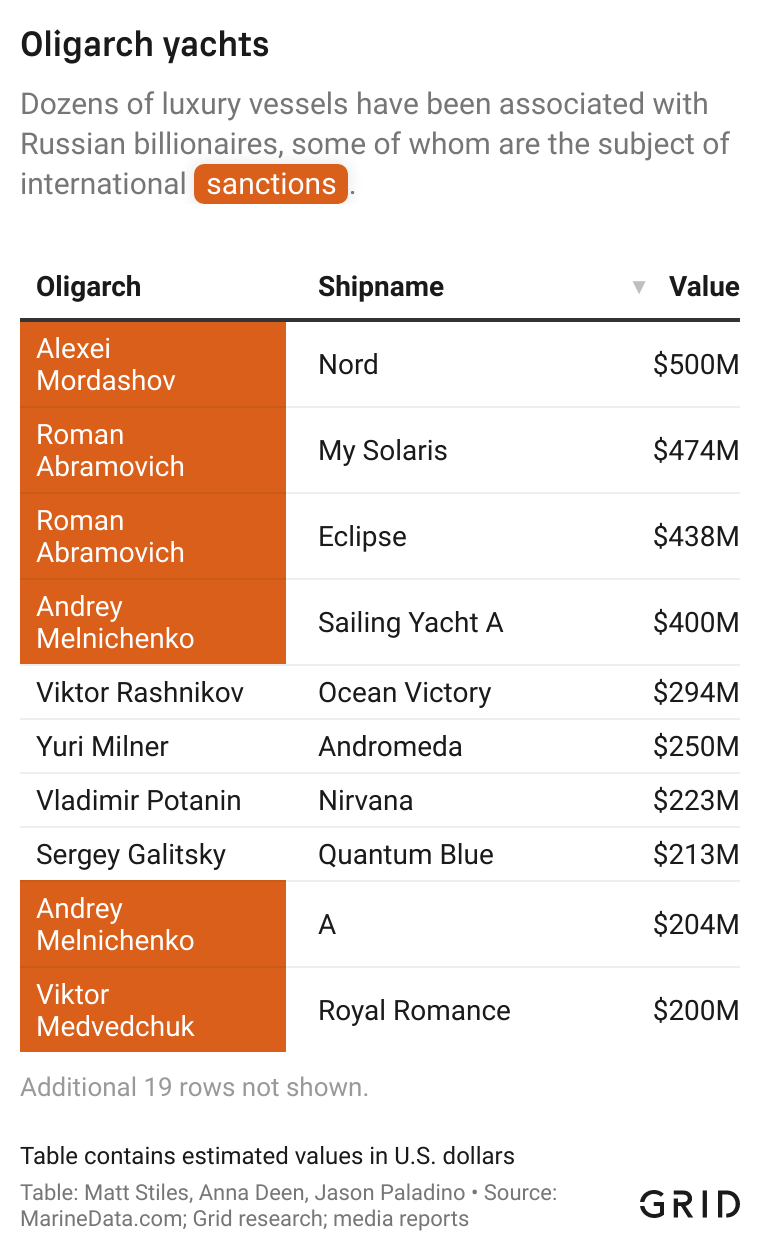 Oligarch yachts
Dozens of luxury vessels have been associated with
Russian billionaires, some of whom are the subject of
international sanctions.
Oligarch Shipname ▼ Value
Alexei
Mordashov Nord $500M
Roman
Abramovich My Solaris $474M
Roman
Abramovich Eclipse $438M
Andrey
Melnichenko Sailing Yacht A $400M
Viktor Rashnikov Ocean Victory $294M
Yuri Milner Andromeda $250M
Vladimir Potanin Nirvana $223M
Sergey Galitsky Quantum Blue $213M
Andrey
Melnichenko A $204M
Viktor
Medvedchuk Royal Romance $200M
Additional 19 rows not shown.
Table contains estimated values in U.S. dollars
Table: Matt Stiles, Anna Deen, Jason Paladino • Source:
MarineData.com; Grid research; media reports
GRID